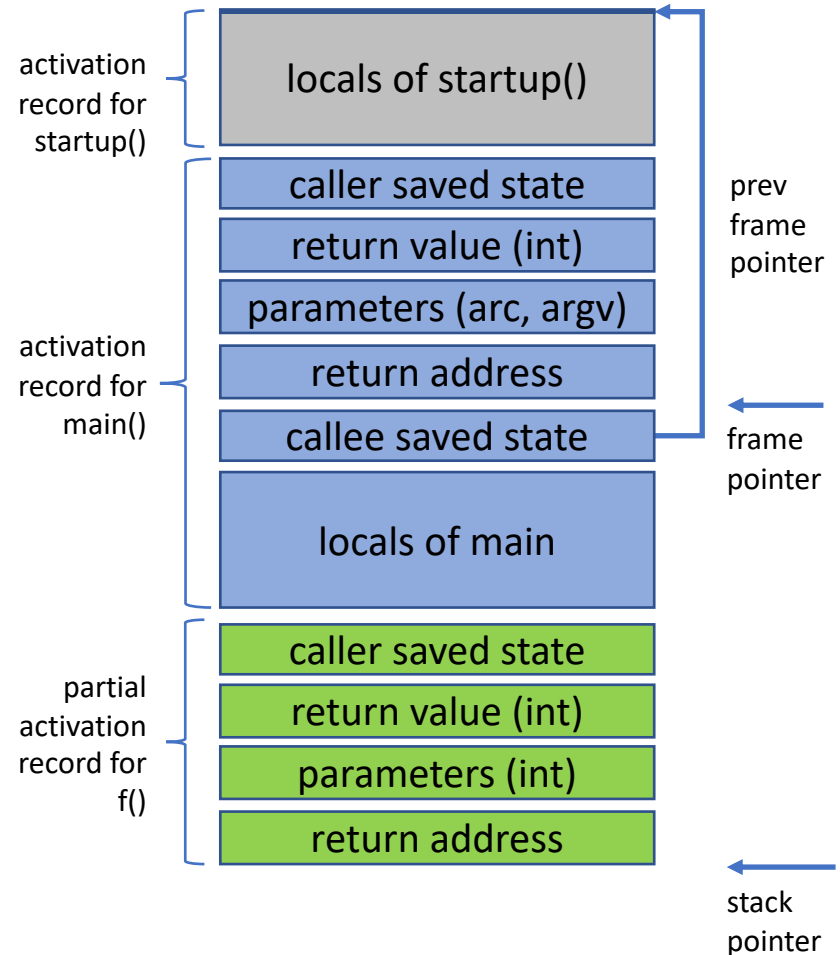 activation
record for
startup()
locals of startup()
caller saved state
return value (int)
parameters (arc, argv)
return address
callee saved state
locals of main
activation
record for
main()
prev
frame
pointer
frame
pointer
caller saved state
return value (int)
parameters (int)
return address
partial
activation
record for
f()
stack
pointer